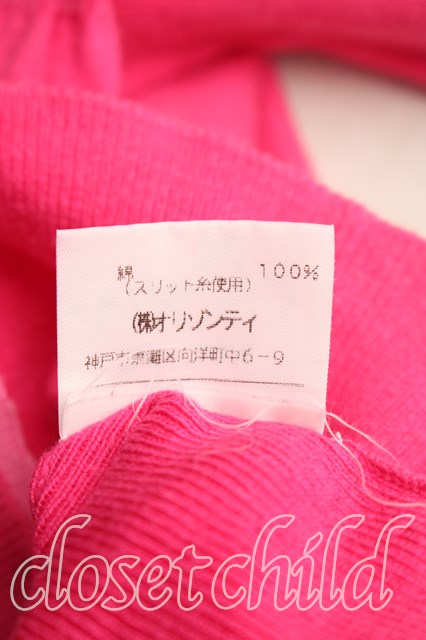 綿 100%
(スリット糸使用)
(株)オリゾンティ
神戸市東灘区向洋町中6-9
closet child